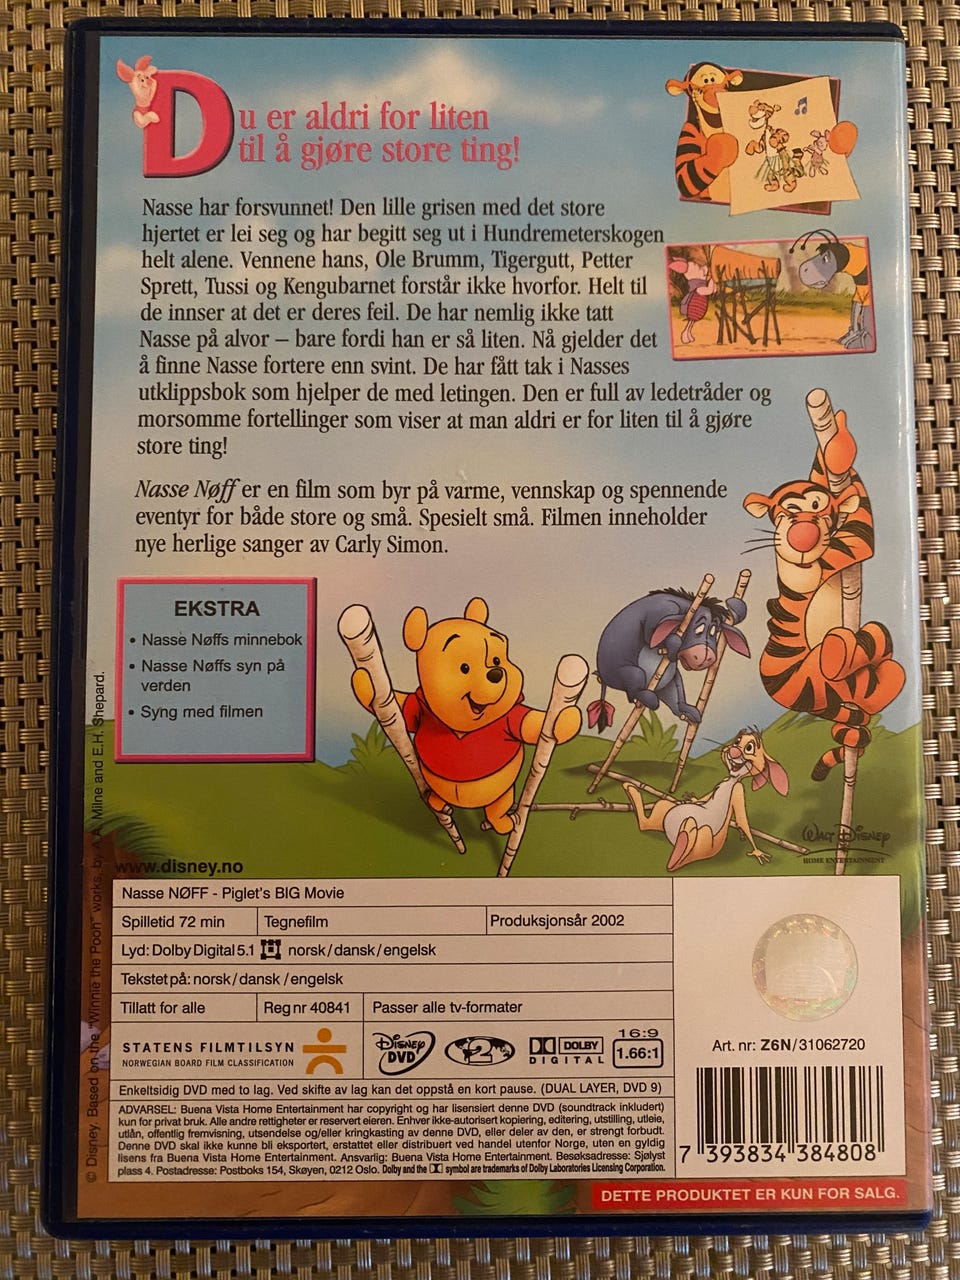 Du er aldri for liten
til å gjøre store ting!
Nasse har forsvunnet! Den lille grisen med det store
hjertet er lei seg og har begitt seg ut i Hundremeterskogen
helt alene. Vennene hans, Ole Brumm, Tigergutt, Petter
Sprett, Tussi og Kengubarnet forstår ikke hvorfor. Helt til
de innser at det er deres feil. De har nemlig ikke tatt
Nasse på alvor – bare fordi han er så liten. Nå gjelder det
å finne Nasse fortere enn svint. De har fått tak i Nasses
utklippsbok som hjelper de med letingen. Den er full av ledetråder og
morsomme fortellinger som viser at man aldri er for liten til å gjøre
store ting!
Nasse Nøff er en film som byr på varme, vennskap og spennende
eventyr for både store og små. Spesielt små. Filmen inneholder
nye herlige sanger av Carly Simon.
EKSTRA
• Nasse Nøffs minnebok
• Nasse Nøffs syn på
verden
• Syng med filmen
© Disney. Based on the "Winnie the Pooh" works, by A.A. Milne and E.H. Shepard.
www.disney.no
WALT DISNEY
HOME ENTERTAINMENT
Nasse NØFF - Piglet's BIG Movie
Spilletid 72 min Tegnefilm Produksjonsår 2002
Lyd: Dolby Digital 5.1 norsk/dansk/engelsk
Tekstet på: norsk/dansk/engelsk
Tillatt for alle Reg nr 40841 Passer alle tv-formater
STATENS FILMTILSYN
NORWEGIAN BOARD FILM CLASSIFICATION
DISNEY DVD
2
DOLBY DIGITAL
16:9
1.66:1
Art. nr: Z6N/31062720
Enkeltsidig DVD med to lag. Ved skifte av lag kan det oppstå en kort pause. (DUAL LAYER, DVD 9)
ADVARSEL: Buena Vista Home Entertainment har copyright og har lisensiert denne DVD (soundtrack inkludert)
kun for privat bruk. Alle andre rettigheter er reservert eieren. Enhver ikke-autorisert kopiering, editering, utstilling, utleie,
utlån, offentlig fremvisning, utsendelse og/eller kringkasting av denne DVD, eller deler av den, er strengt forbudt.
Denne DVD skal ikke kunne bli eksportert, erstattet eller distribuert ved handel utenfor Norge, uten en gyldig
lisens fra Buena Vista Home Entertainment. Ansvarlig: Buena Vista Home Entertainment. Besøksadresse: Sjølyst
plass 4. Postadresse: Postboks 154, Skøyen, 0212 Oslo. Dolby and the symbol are trademarks of Dolby Laboratories Licensing Corporation.
7 393834 384808
DETTE PRODUKTET ER KUN FOR SALG.